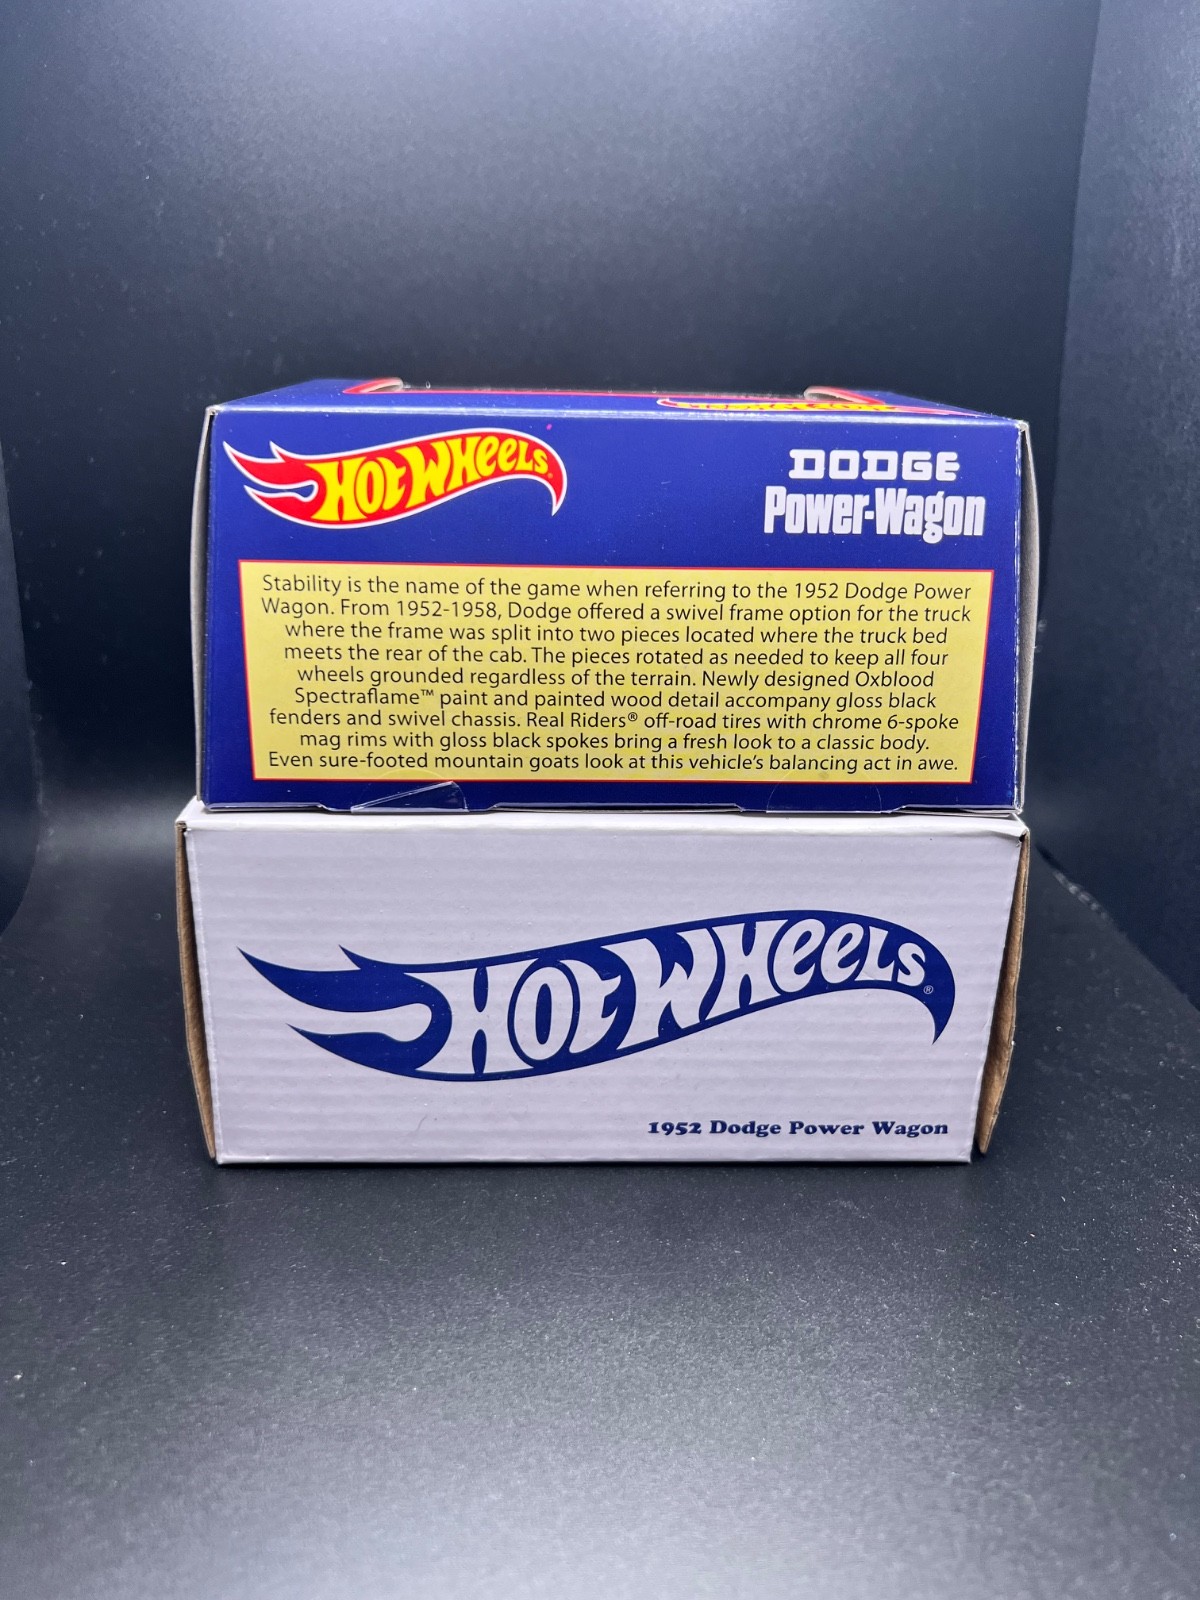 HOT WHEELS
DODGE
Power-Wagon
Stability is the name of the game when referring to the 1952 Dodge Power
Wagon. From 1952-1958, Dodge offered a swivel frame option for the truck
where the frame was split into two pieces located where the truck bed
meets the rear of the cab. The pieces rotated as needed to keep all four
wheels grounded regardless of the terrain. Newly designed Oxblood
Spectraflame™ paint and painted wood detail accompany gloss black
fenders and swivel chassis. Real Riders® off-road tires with chrome 6-spoke
mag rims with gloss black spokes bring a fresh look to a classic body.
Even sure-footed mountain goats look at this vehicle's balancing act in awe.
HOT WHEELS®
1952 Dodge Power Wagon